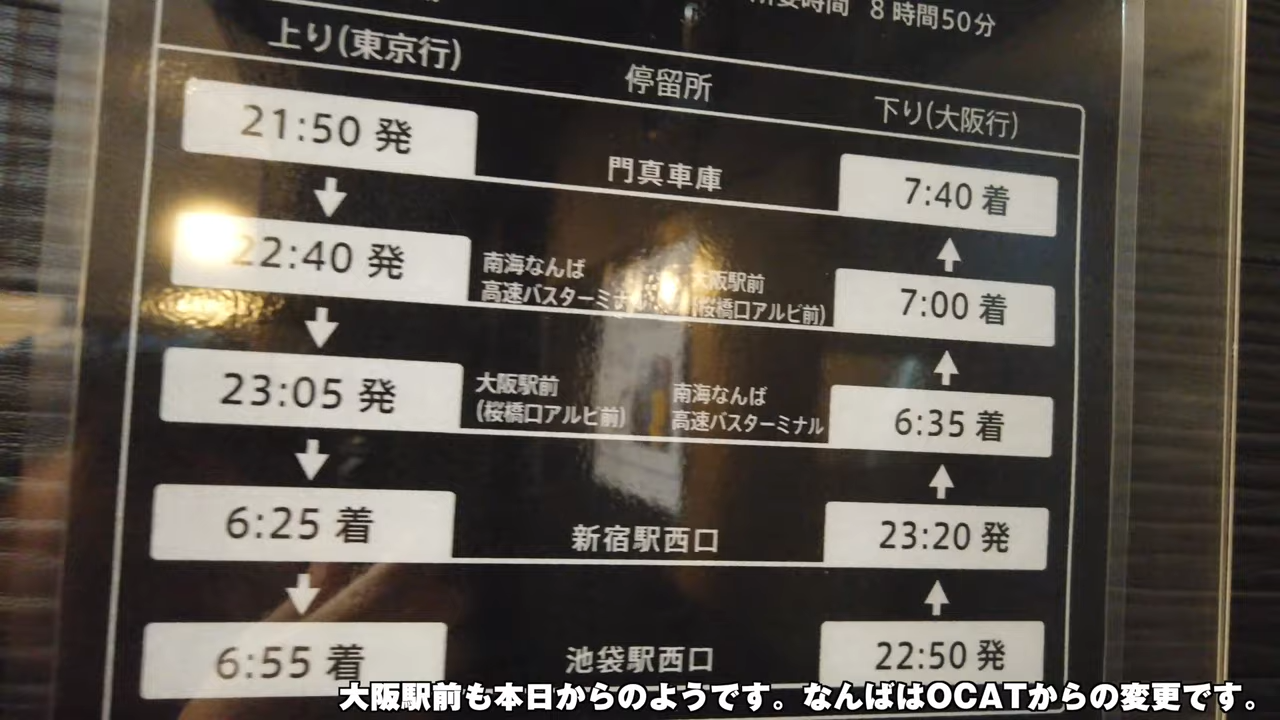 所要時間 8時間50分
上り(東京行)
停留所
下り(大阪行)
21:50 発
門真車庫
7:40 着
22:40 発
南海なんば
高速バスターミナル
大阪駅前
(桜橋口アルビ前)
7:00 着
23:05 発
大阪駅前
(桜橋口アルビ前)
南海なんば
高速バスターミナル
6:35 着
6:25 着
新宿駅西口
23:20 発
6:55 着
池袋駅西口
22:50 発
大阪駅前も本日からのようです。なんばはOCATからの変更です。